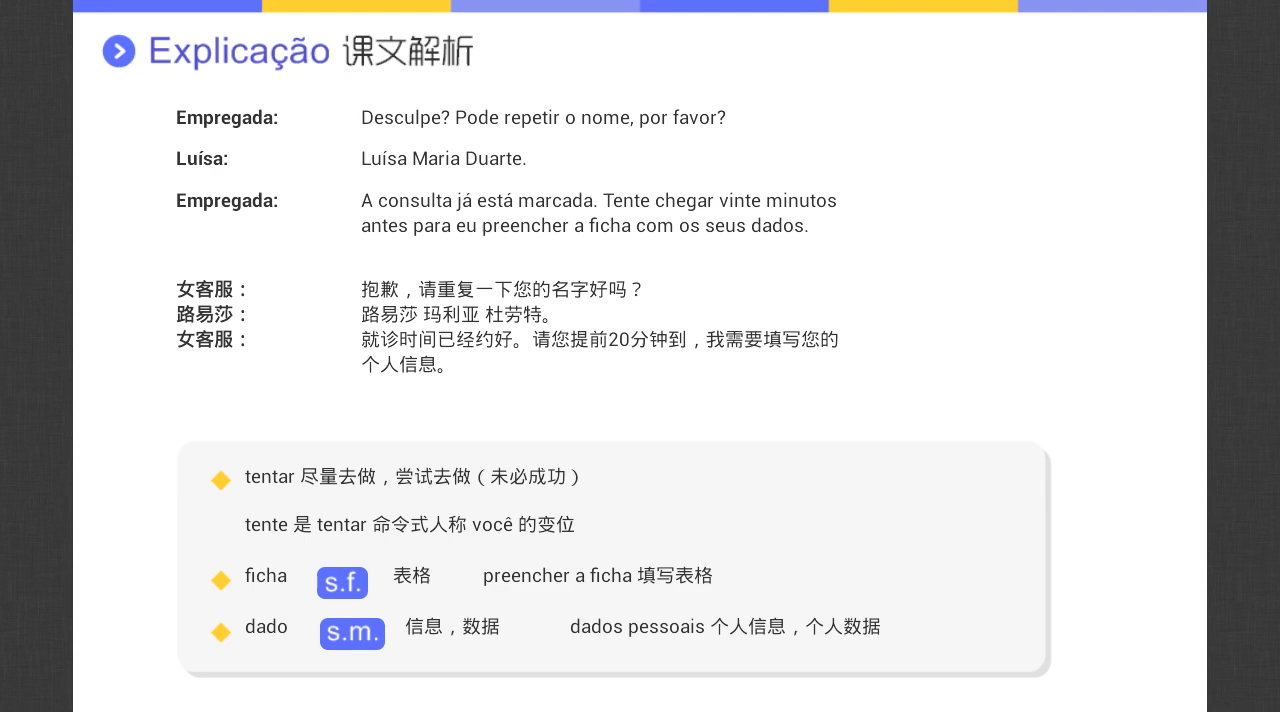 Explicação 课文解析
Empregada: Desculpe? Pode repetir o nome, por favor?
Luísa: Luísa Maria Duarte.
Empregada: A consulta já está marcada. Tente chegar vinte minutos
antes para eu preencher a ficha com os seus dados.
女客服： 抱歉，请重复一下您的名字好吗？
路易莎： 路易莎 玛利亚 杜劳特。
女客服： 就诊时间已经约好。请您提前20分钟到，我需要填写您的
个人信息。
tentar 尽量去做，尝试去做（未必成功）
tente 是 tentar 命令式人称 você 的变位
ficha s.f. 表格 preencher a ficha 填写表格
dado s.m. 信息，数据 dados pessoais 个人信息，个人数据